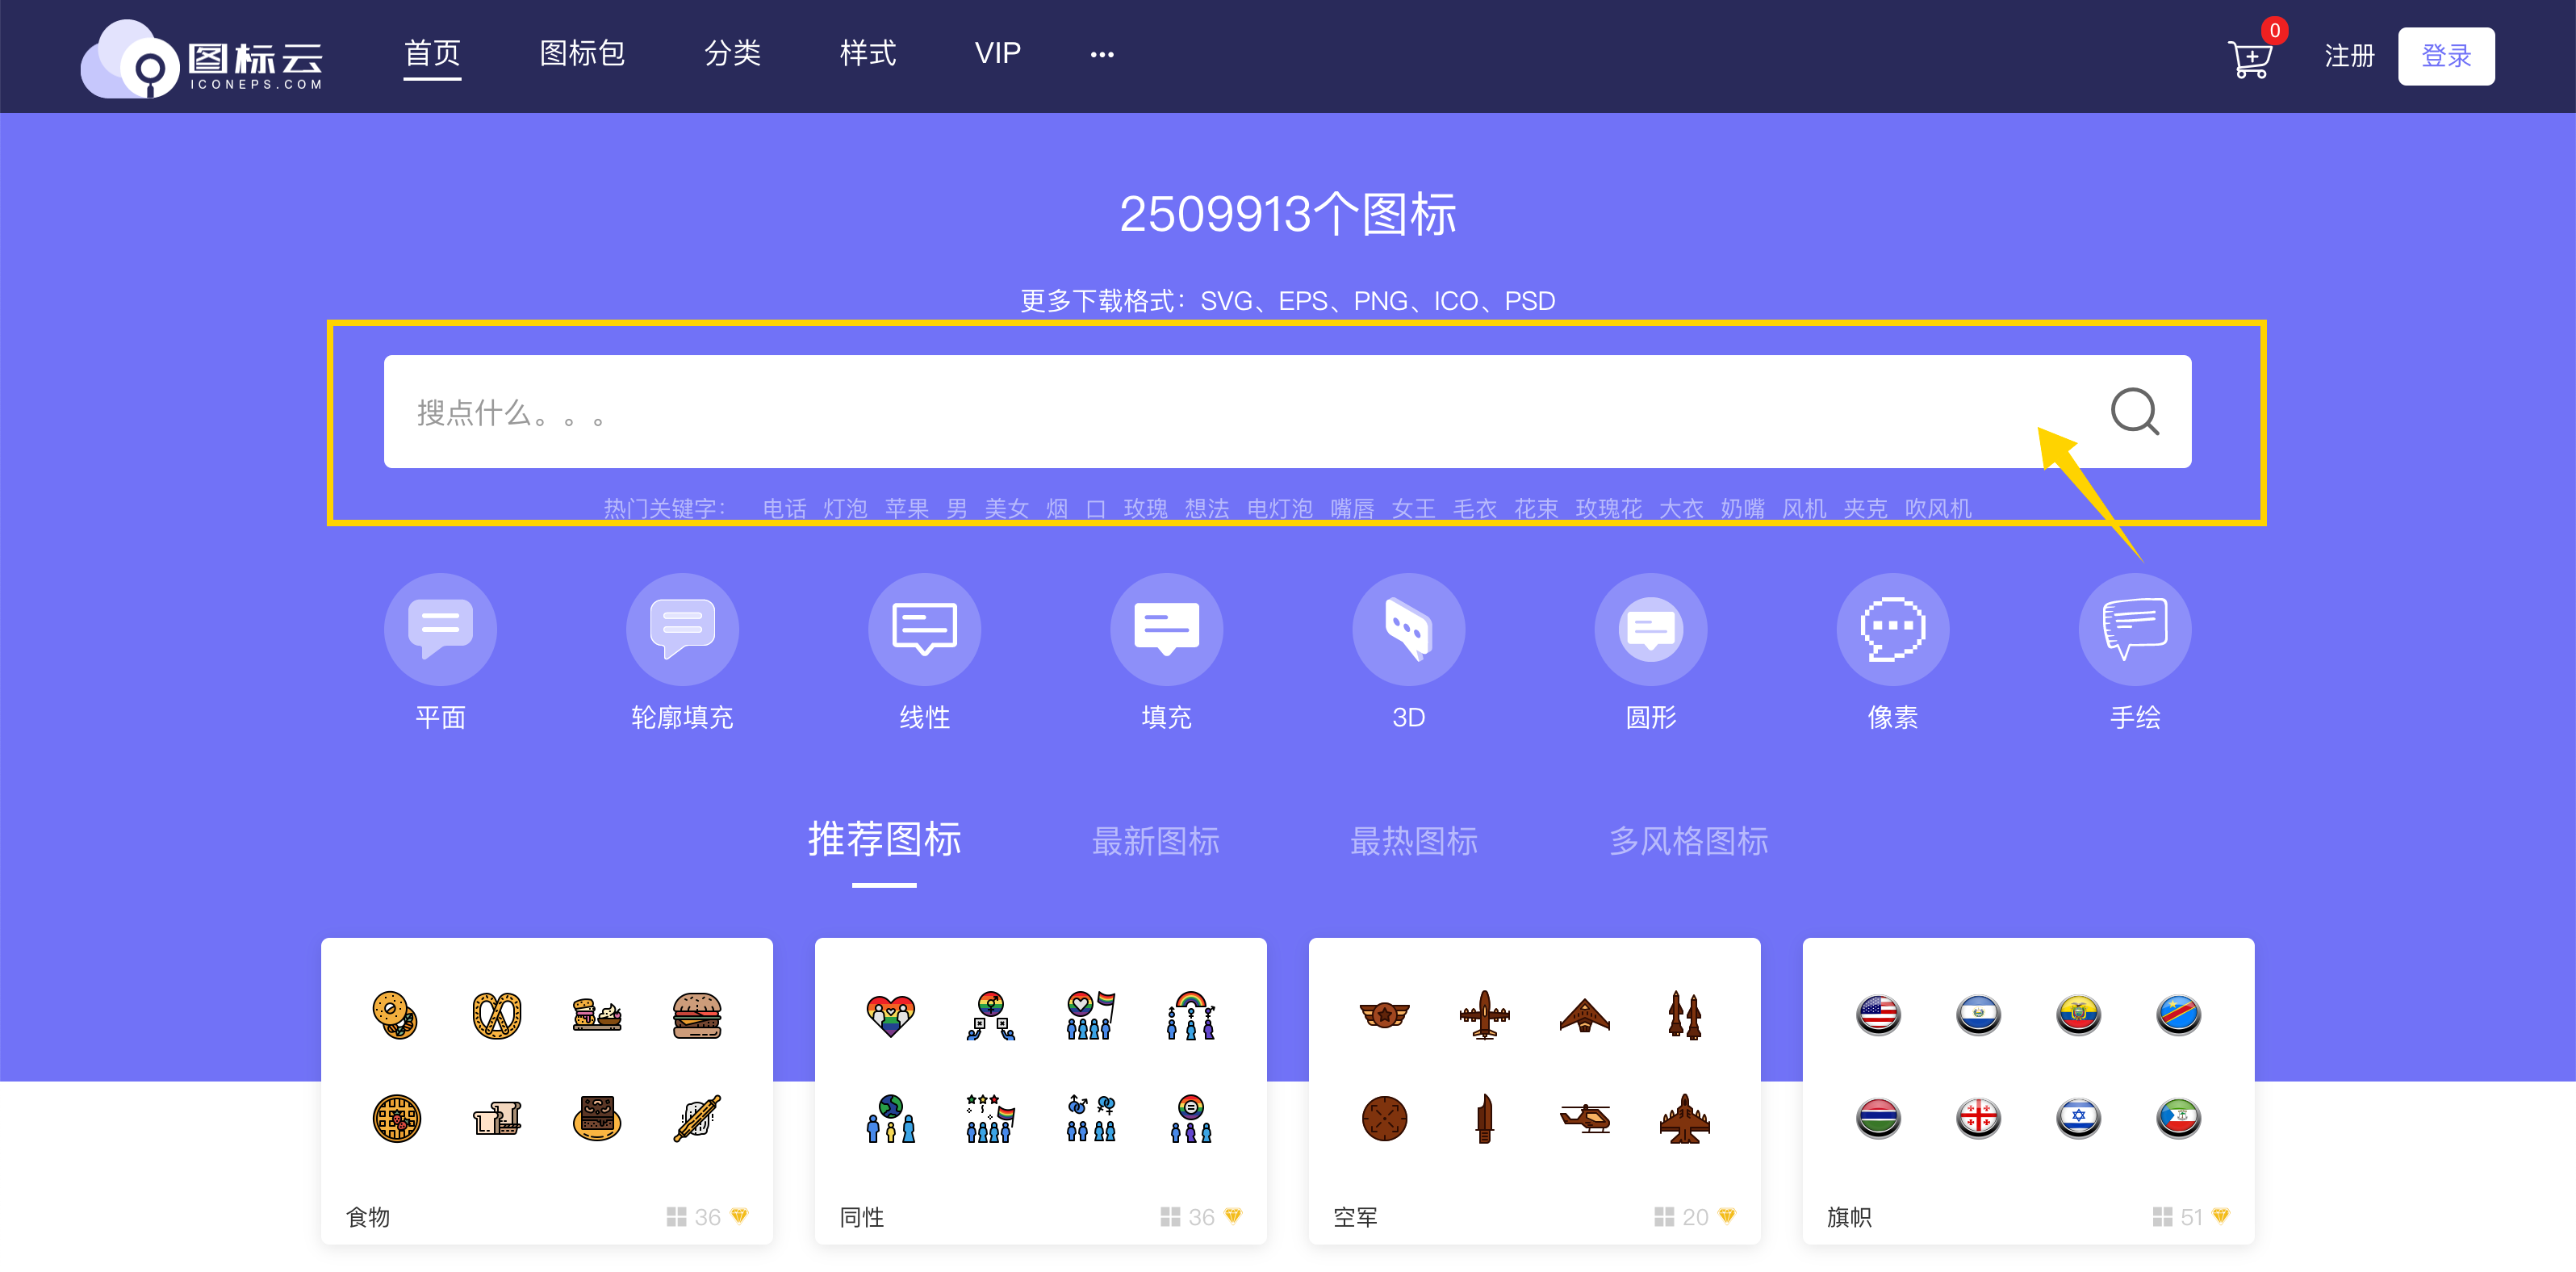 图标云
ICONEPS.COM
首页 图标包 分类 样式 VIP ···
0
注册 登录
2509913个图标
更多下载格式：SVG、EPS、PNG、ICO、PSD
搜点什么。。。
热门关键字： 电话 灯泡 苹果 男 美女 烟 口 玫瑰 想法 电灯泡 嘴唇 女王 毛衣 花束 玫瑰花 大衣 奶嘴 风机 夹克 吹风机
平面 轮廓填充 线性 填充 3D 圆形 像素 手绘
推荐图标 最新图标 最热图标 多风格图标
食物 36
同性 36
空军 20
旗帜 51